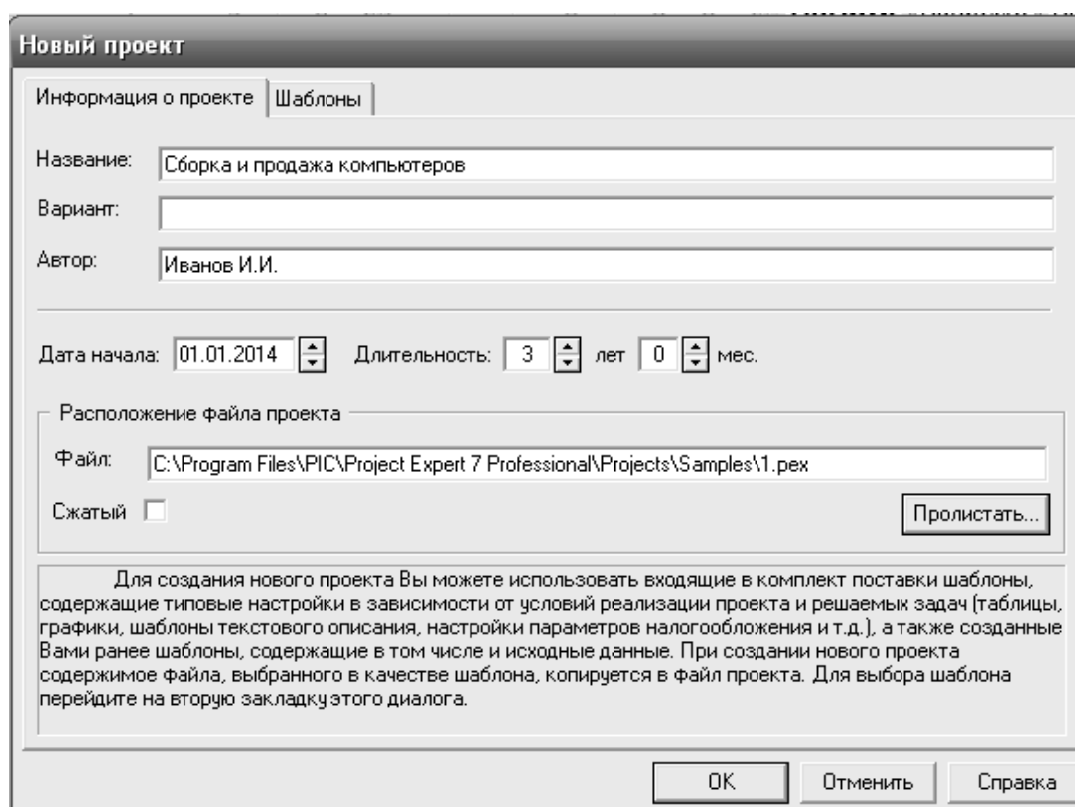 Новый проект
Информация о проекте Шаблоны
Название: Сборка и продажа компьютеров
Вариант:
Автор: Иванов И.И.
Дата начала: 01.01.2014 Длительность: 3 лет 0 мес.
Расположение файла проекта
Файл: C:\Program Files\PIC\Project Expert 7 Professional\Projects\Samples\1.pex
Сжатый Пролистать...
Для создания нового проекта Вы можете использовать входящие в комплект поставки шаблоны,
содержащие типовые настройки в зависимости от условий реализации проекта и решаемых задач (таблицы,
графики, шаблоны текстового описания, настройки параметров налогообложения и т.д.), а также созданные
Вами ранее шаблоны, содержащие в том числе и исходные данные. При создании нового проекта
содержимое файла, выбранного в качестве шаблона, копируется в файл проекта. Для выбора шаблона
перейдите на вторую закладку этого диалога.
OK Отменить Справка